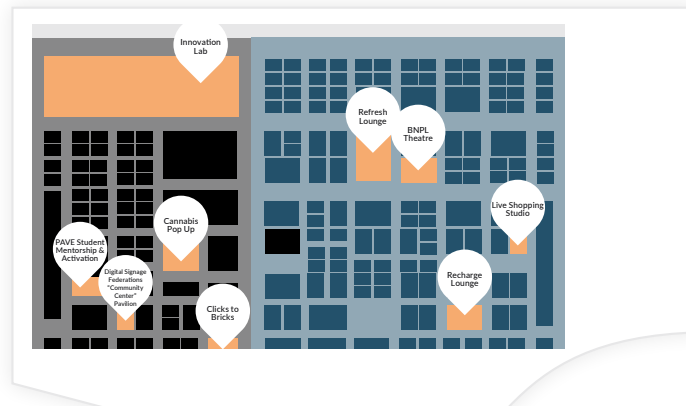 Innovation
Lab
Refresh
Lounge
BNPL
Theatre
Cannabis
Pop Up
Live Shopping
Studio
PAVE Student
Mentorship &
Activation
Digital Signage
Federations
"Community
Center"
Pavilion
Recharge
Lounge
Clicks to
Bricks